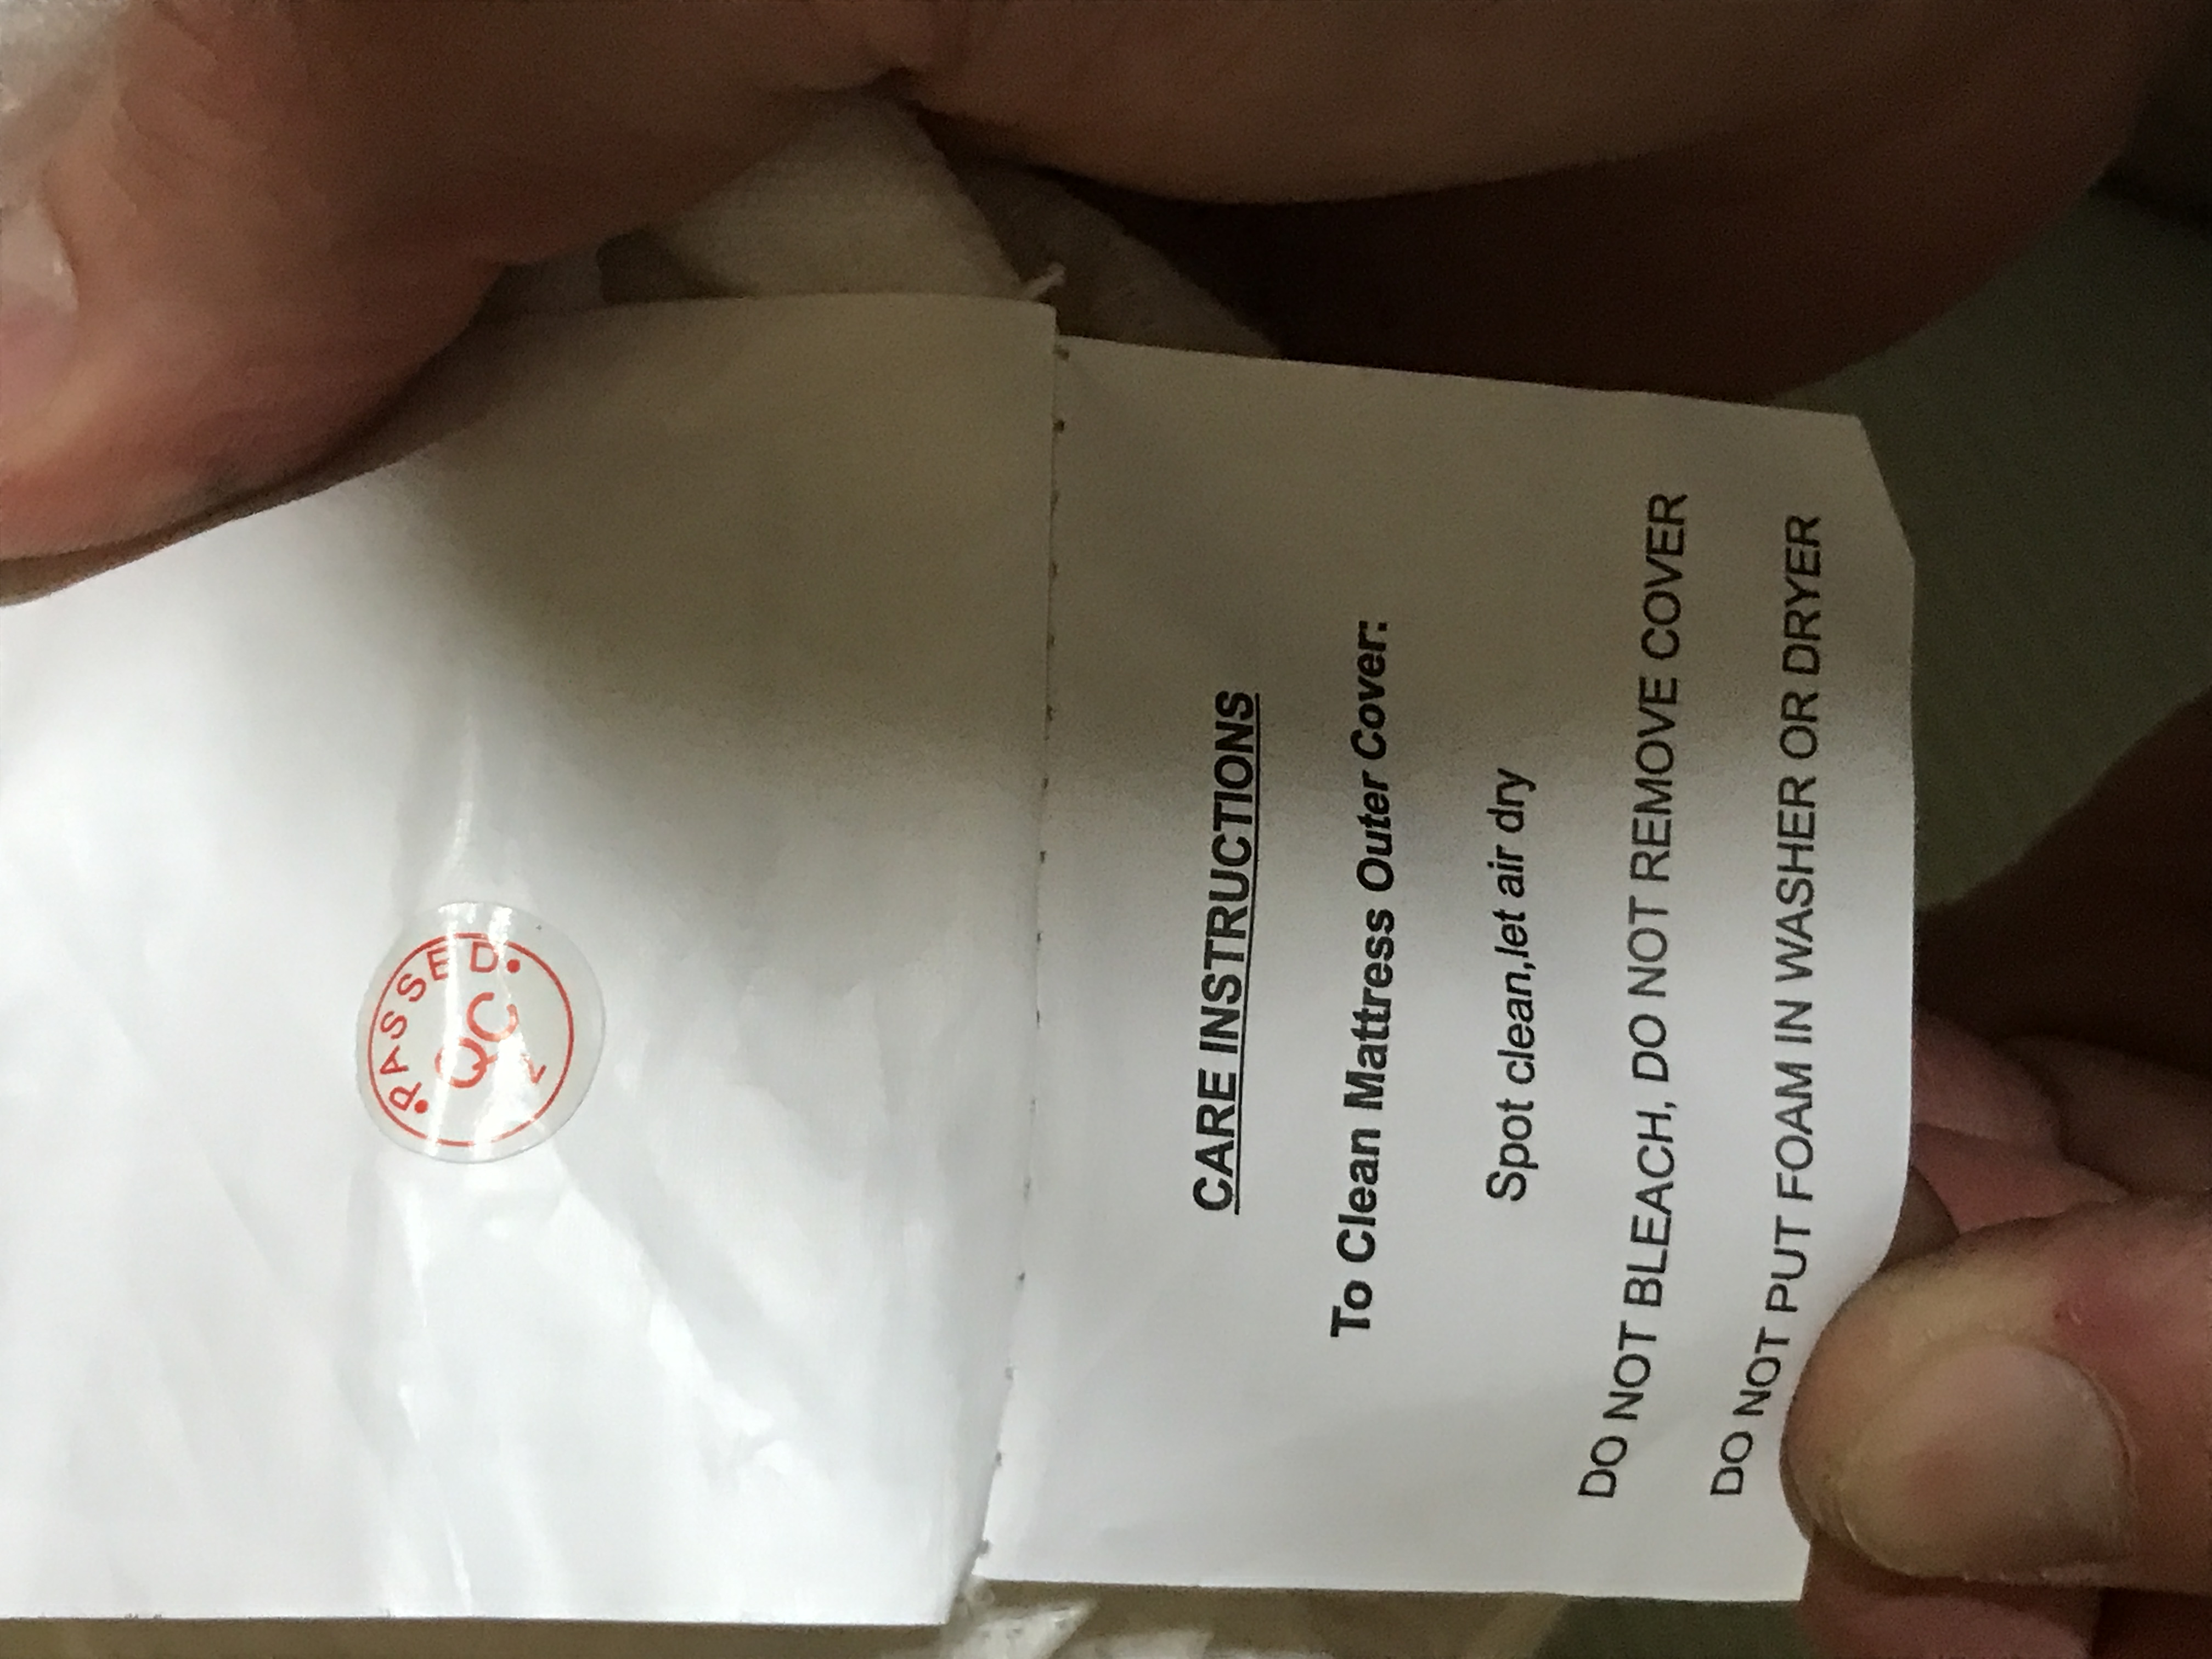 PASSED
QC
2
CARE INSTRUCTIONS
To Clean Mattress Outer Cover:
Spot clean,let air dry
DO NOT BLEACH, DO NOT REMOVE COVER
DO NOT PUT FOAM IN WASHER OR DRYER